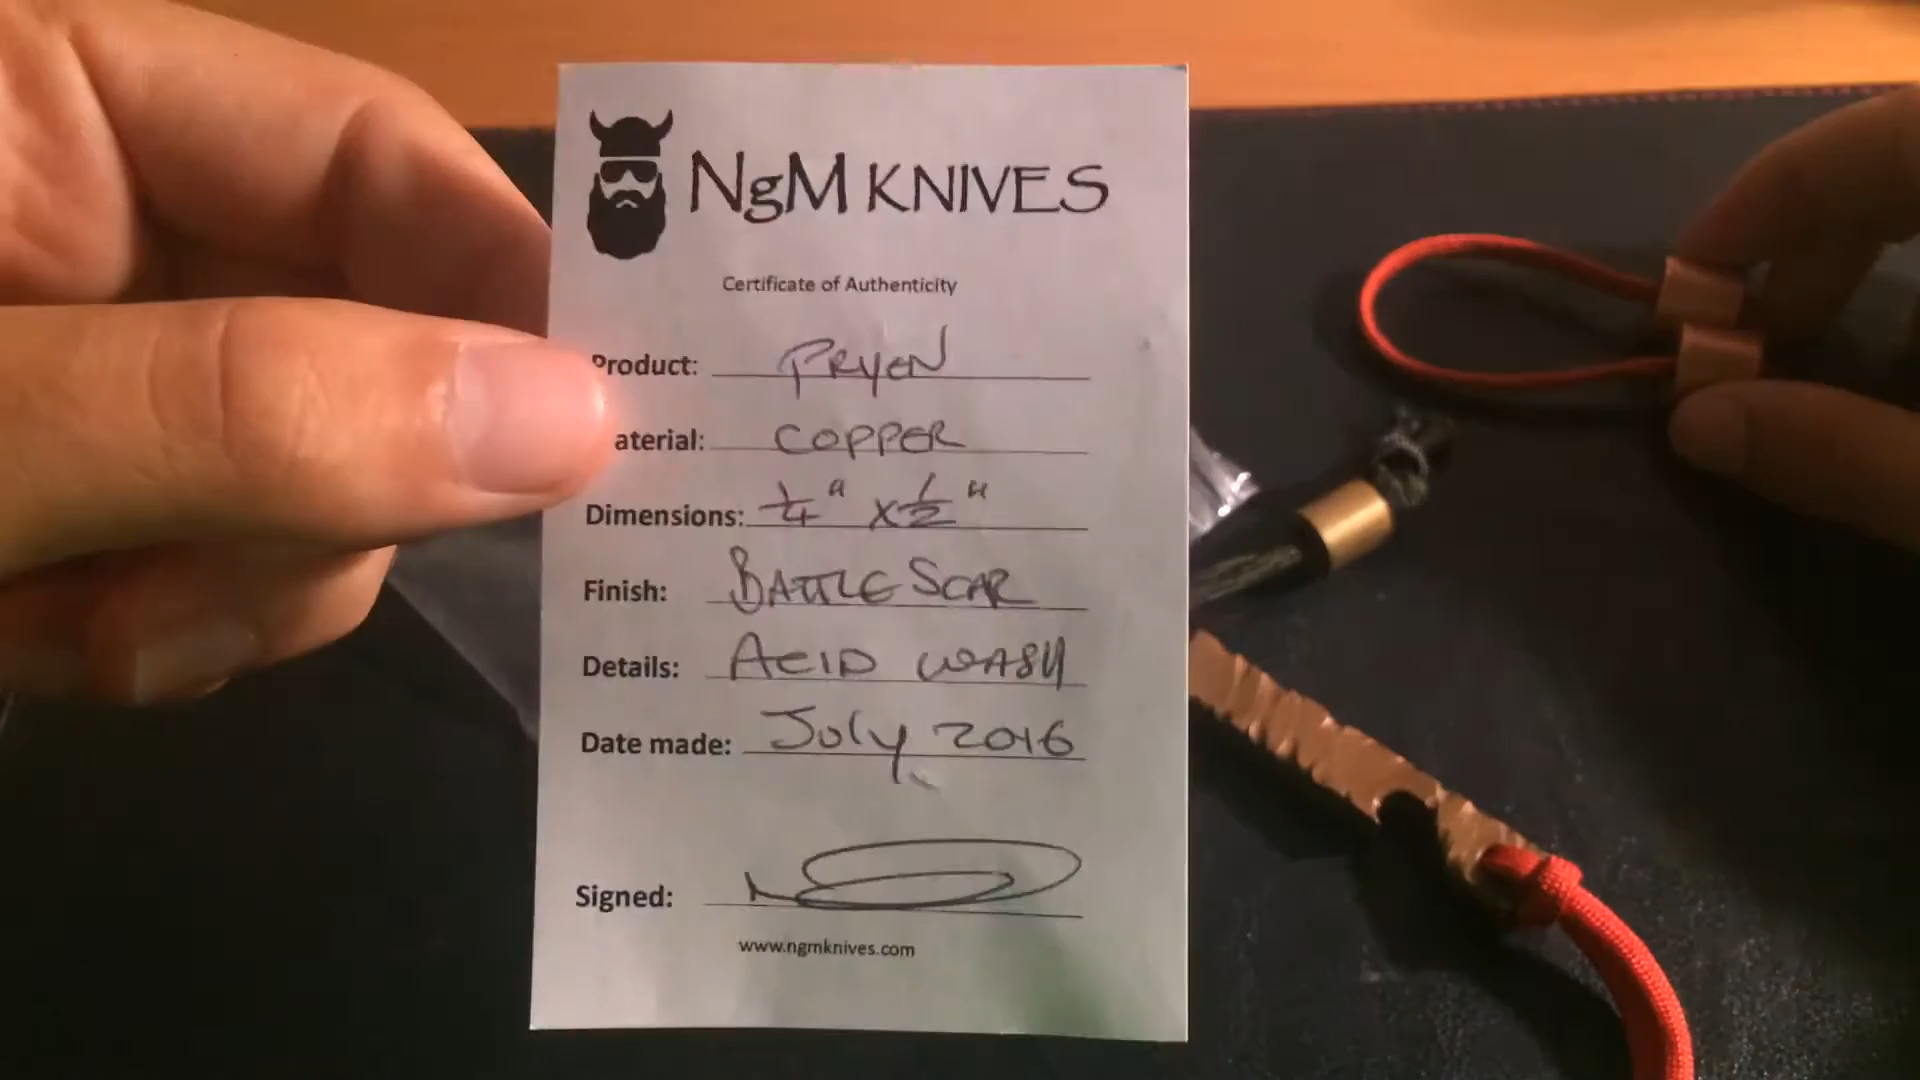 NgM KNIVES
Certificate of Authenticity
Product: PRYEN
aterial: COPPER
Dimensions: 1/4" x 1/2"
Finish: BATTLE SCAR
Details: ACID WASH
Date made: July 2016
Signed:
www.ngmknives.com